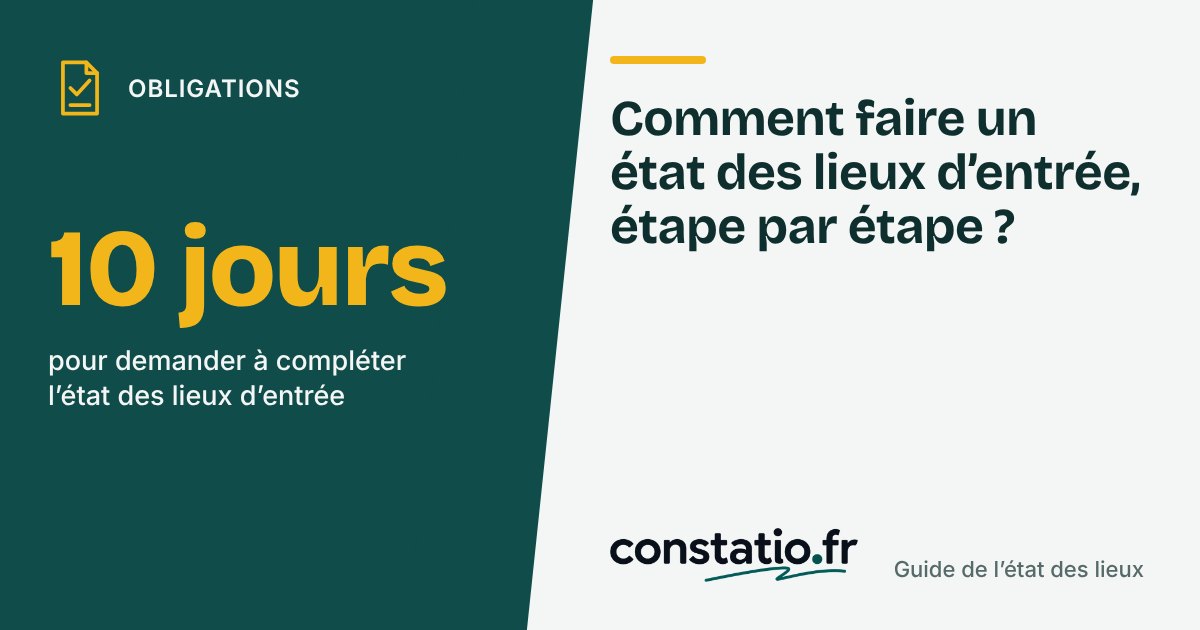 OBLIGATIONS
10 jours
pour demander à compléter
l’état des lieux d’entrée
Comment faire un
état des lieux d’entrée,
étape par étape ?
constatio.fr
Guide de l’état des lieux